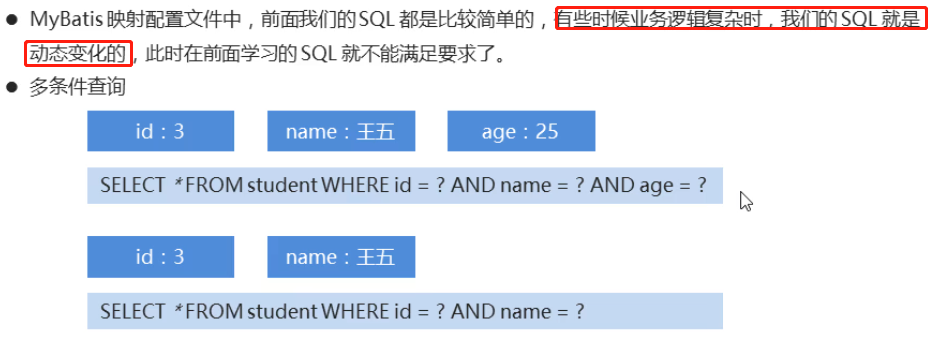 ● MyBatis 映射配置文件中，前面我们的 SQL 都是比较简单的，有些时候业务逻辑复杂时，我们的 SQL 就是
动态变化的，此时在前面学习的 SQL 就不能满足要求了。
● 多条件查询
id：3 name：王五 age：25
SELECT *FROM student WHERE id = ? AND name = ? AND age = ?
id：3 name：王五
SELECT *FROM student WHERE id = ? AND name = ?